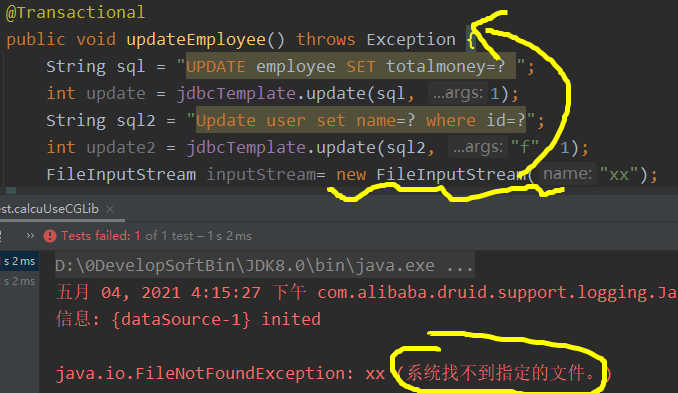 @Transactional
public void updateEmployee() throws Exception {
String sql = "UPDATE employee SET totalmoney=? ";
int update = jdbcTemplate.update(sql, …args: 1);
String sql2 = "Update user set name=? where id=?";
int update2 = jdbcTemplate.update(sql2, …args: "f", 1);
FileInputStream inputStream= new FileInputStream( name: "xx");
st.calcuUseCGLib ×
» Tests failed: 1 of 1 test – 1 s 2 ms
1 s 2 ms D:\0DevelopSoftBin\JDK8.0\bin\java.exe ...
s 2 ms 五月 04, 2021 4:15:27 下午 com.alibaba.druid.support.logging.Ja
信息: {dataSource-1} inited
java.io.FileNotFoundException: xx (系统找不到指定的文件。)